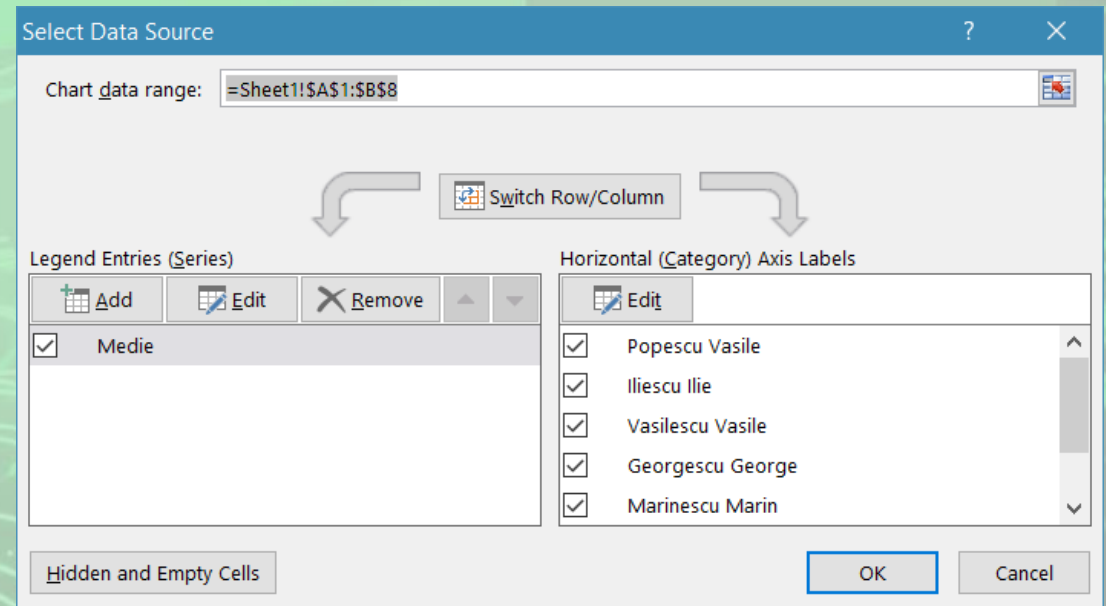 Select Data Source
Chart data range: =Sheet1!$A$1:$B$8
Switch Row/Column
Legend Entries (Series)
Add Edit Remove
Medie
Horizontal (Category) Axis Labels
Edit
Popescu Vasile
Iliescu Ilie
Vasilescu Vasile
Georgescu George
Marinescu Marin
Hidden and Empty Cells
OK Cancel